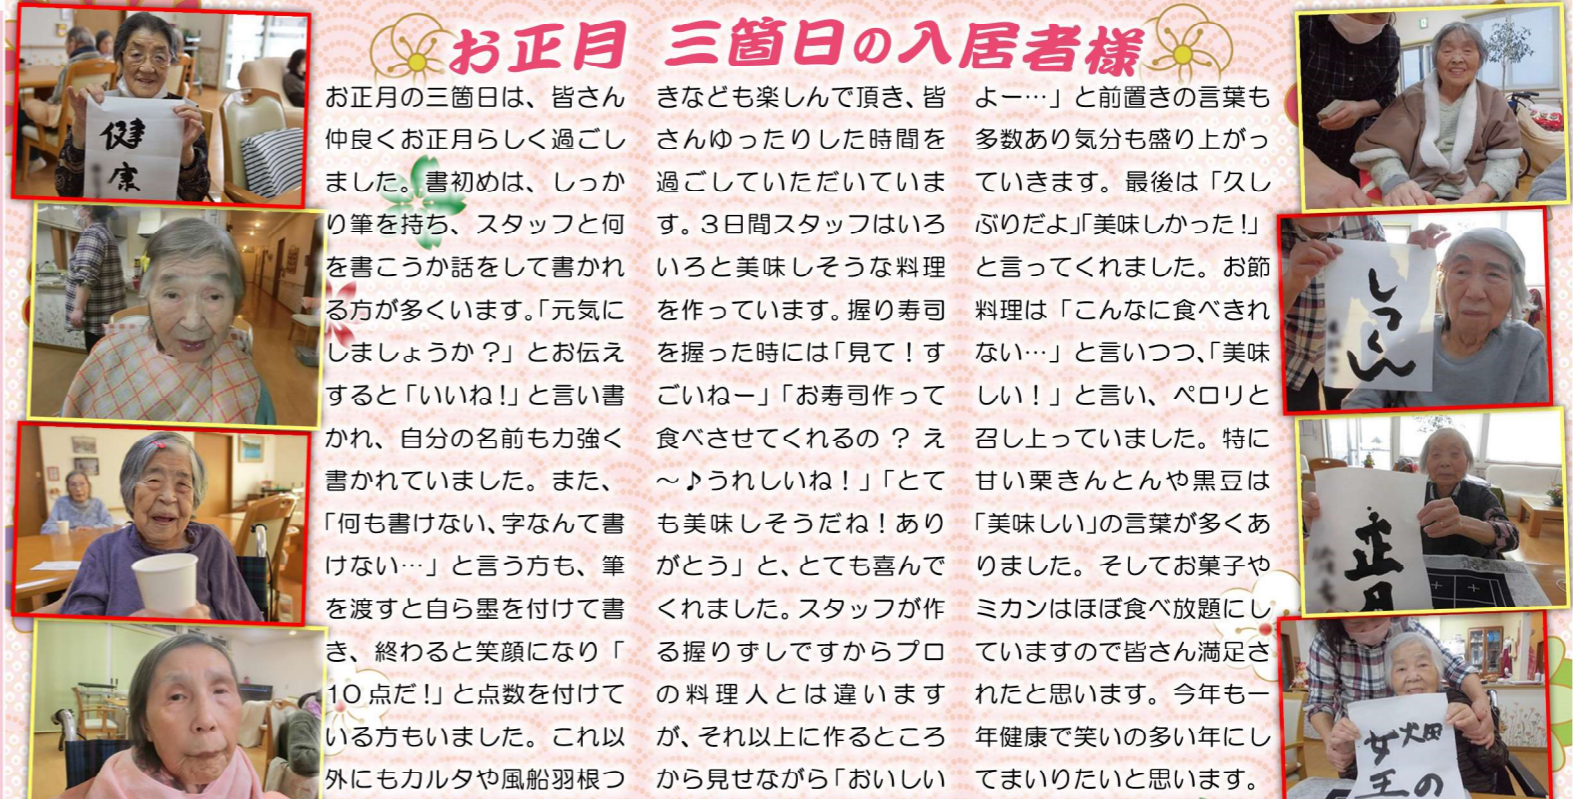 お正月 三箇日の入居者様
お正月の三箇日は、皆さん
仲良くお正月らしく過ごし
ました。書初めは、しっか
り筆を持ち、スタッフと何
を書こうか話をして書かれ
る方が多くいます。「元気に
しましょうか？」とお伝え
すると「いいね！」と言い書
かれ、自分の名前も力強く
書かれていました。また、
「何も書けない、字なんて書
けない…」と言う方も、筆
を渡すと自ら墨を付けて書
き、終わると笑顔になり「
10点だ！」と点数を付けて
いる方もいました。これ以
外にもカルタや風船羽根つ
きなども楽しんで頂き、皆
さんゆったりした時間を
過ごしていただいていま
す。3日間スタッフはいろ
いろと美味しそうな料理
を作っています。握り寿司
を握った時には「見て！す
ごいねー」「お寿司作って
食べさせてくれるの？え
～♪うれしいね！」「とて
も美味しそうだね！あり
がとう」と、とても喜んで
くれました。スタッフが作
る握りずしですからプロ
の料理人とは違います
が、それ以上に作るところ
から見せながら「おいしい
よー…」と前置きの言葉も
多数あり気分も盛り上がっ
ていきます。最後は「久し
ぶりだよ」「美味しかった！」
と言ってくれました。お節
料理は「こんなに食べきれ
ない…」と言いつつ、「美味
しい！」と言い、ペロリと
召し上っていました。特に
甘い栗きんとんや黒豆は
「美味しい」の言葉が多くあ
りました。そしてお菓子や
ミカンはほぼ食べ放題にし
ていますので皆さん満足さ
れたと思います。今年も一
年健康で笑いの多い年にし
てまいりたいと思います。
健康
しつくん
正月
畑の
女王